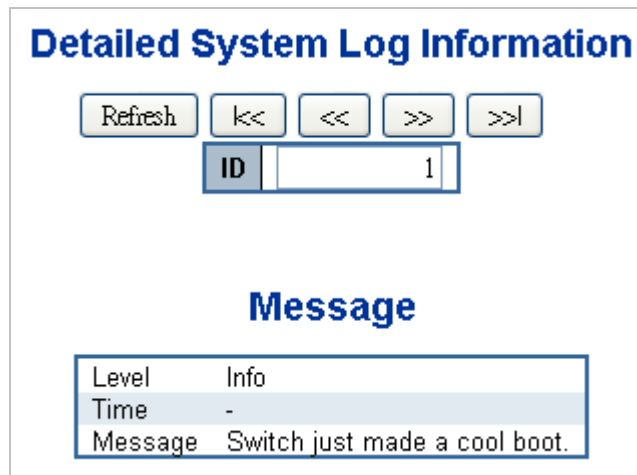 Detailed System Log Information
Refresh |<< << >> >>|
ID 1
Message
Level Info
Time -
Message Switch just made a cool boot.